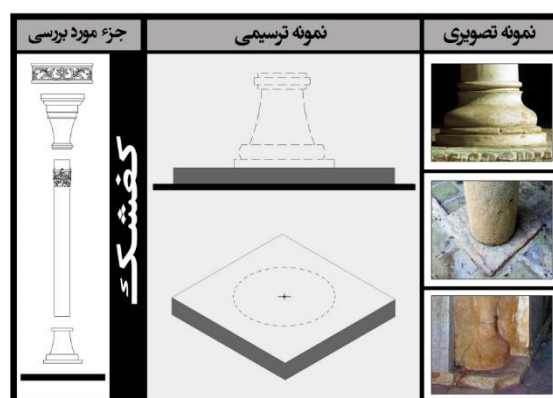 نمونه تصویری
نمونه ترسیمی
جزء مورد بررسی
کفشک